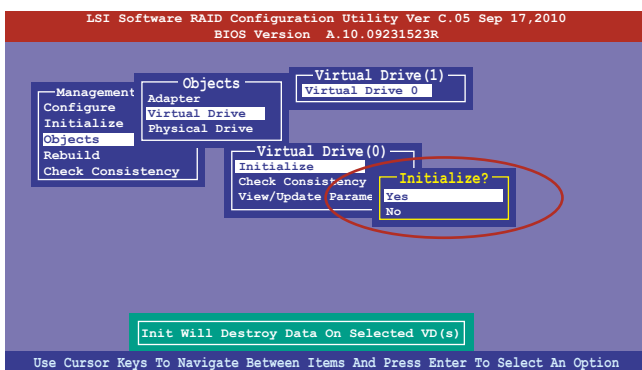 LSI Software RAID Configuration Utility Ver C.05 Sep 17,2010
BIOS Version A.10.09231523R
Management
Configure
Initialize
Objects
Rebuild
Check Consistency
Objects
Adapter
Virtual Drive
Physical Drive
Virtual Drive(1)
Virtual Drive 0
Virtual Drive(0)
Initialize
Check Consistency
View/Update Parame
Initialize?
Yes
No
Init Will Destroy Data On Selected VD(s)
Use Cursor Keys To Navigate Between Items And Press Enter To Select An Option